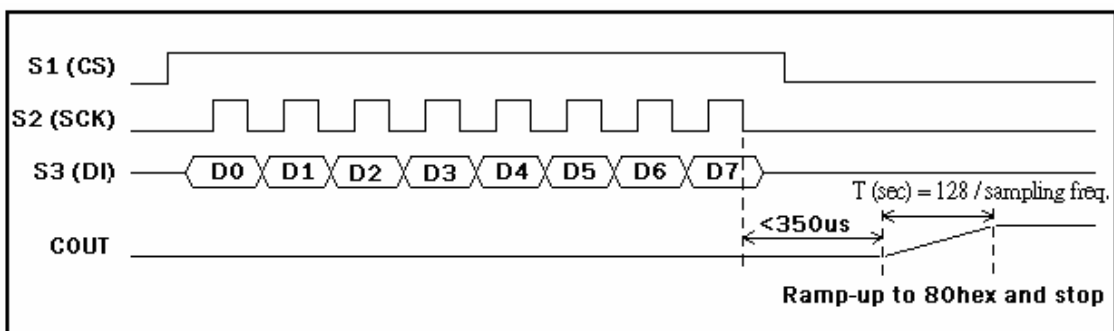 S1 (CS)
S2 (SCK)
S3 (DI)
D0 D1 D2 D3 D4 D5 D6 D7
T (sec) = 128 / sampling freq.
<350us
COUT
Ramp-up to 80hex and stop